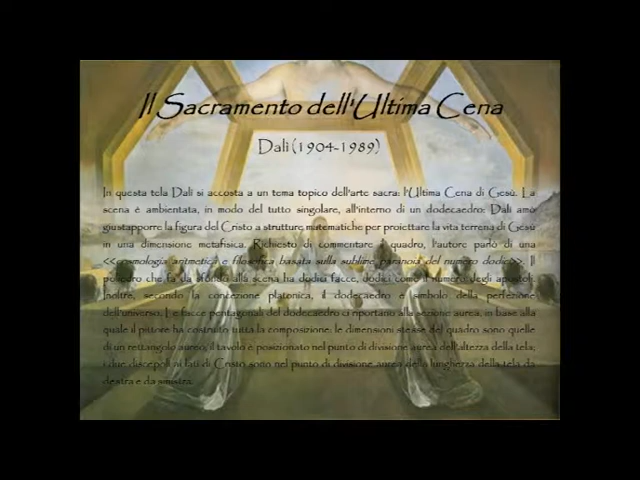 Il Sacramento dell'Ultima Cena
Dalì (1904-1989)
In questa tela Dalì si accosta a un tema topico dell'arte sacra: l'Ultima Cena di Gesù. La
scena è ambientata, in modo del tutto singolare, all'interno di un dodecaedro: Dalì amò
giustapporre la figura del Cristo a strutture matematiche per proiettare la vita terrena di Gesù
in una dimensione metafisica. Richiesto di commentare il quadro, l'autore parlò di una
<<cosmologia aritmetica e filosofica basata sulla sublime paranoia del numero dodici>>. Il
poliedro che fa da sfondo alla scena ha dodici facce, dodici come il numero degli apostoli.
Inoltre, secondo la concezione platonica, il dodecaedro è simbolo della perfezione
dell'universo. Le facce pentagonali del dodecaedro ci riportano alla sezione aurea, in base alla
quale il pittore ha costruito tutta la composizione: le dimensioni stesse del quadro sono quelle
di un rettangolo aureo; il tavolo è posizionato nel punto di divisione aurea dell'altezza della tela;
i due discepoli ai lati di Cristo sono nel punto di divisione aurea della lunghezza della tela da
destra e da sinistra.